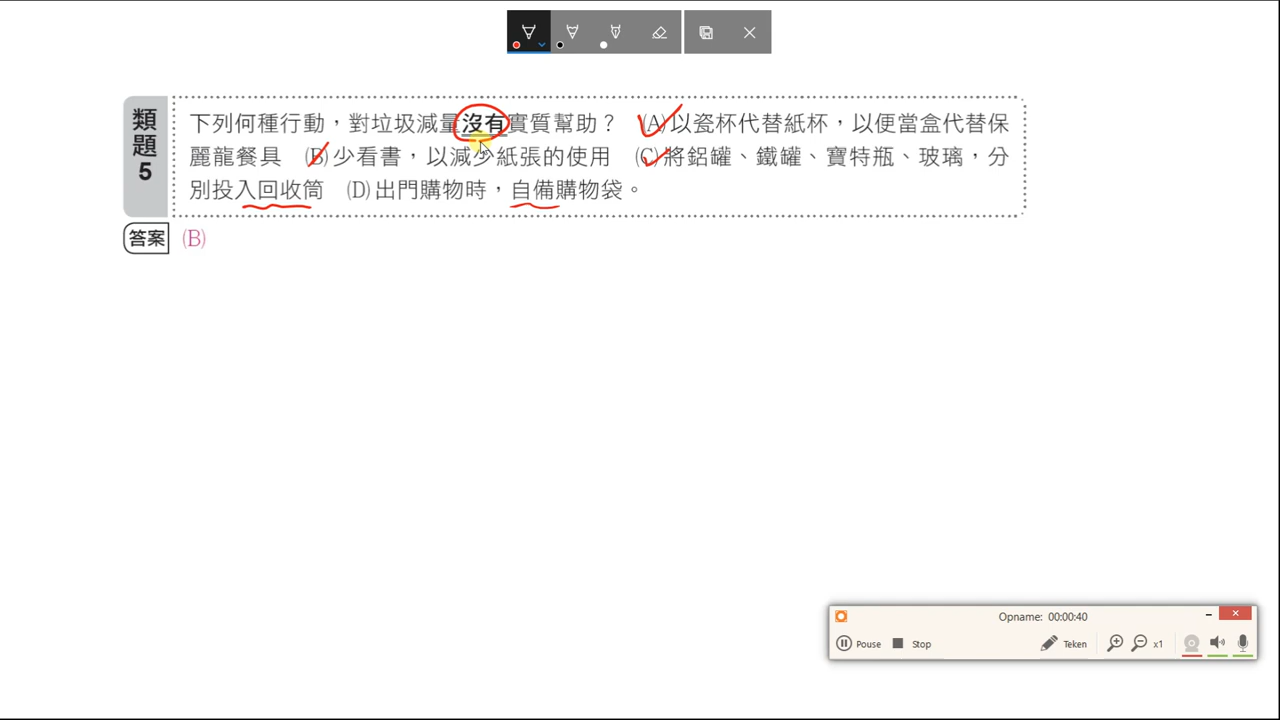 類題5
下列何種行動，對垃圾減量沒有實質幫助？ (A)以瓷杯代替紙杯，以便當盒代替保
麗龍餐具 (B)少看書，以減少紙張的使用 (C)將鋁罐、鐵罐、寶特瓶、玻璃，分
別投入回收筒 (D)出門購物時，自備購物袋。
答案 (B)
Opname: 00:00:40
Pause Stop Teken x1